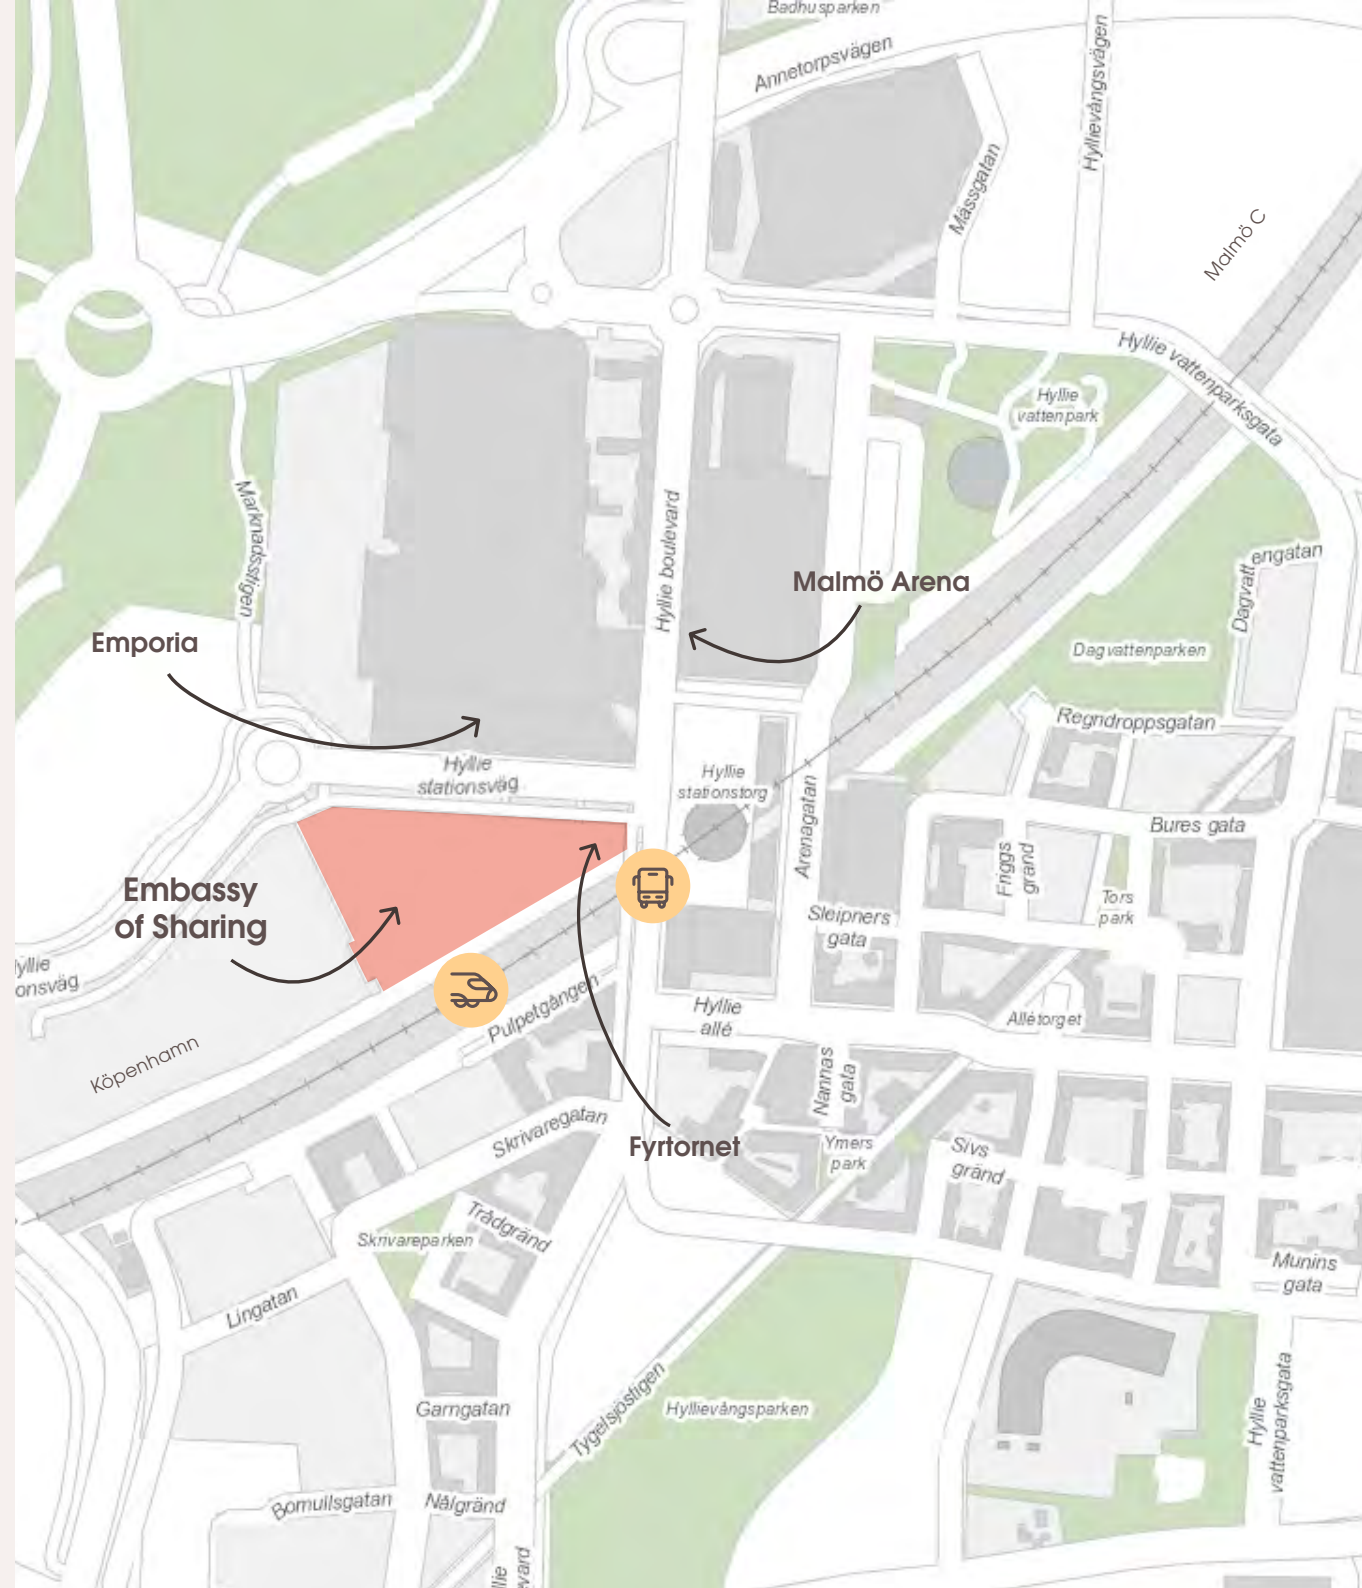 Badhusparken
Annetorpsvägen
Hyllievångsvägen
Mässgatan
Malmö C
Hyllie vattenparksgata
Hyllie
vattenpark
Marknadsstigen
Hyllie boulevard
Malmö Arena
Dagvatt
engatan
Emporia
Dagvattenparken
Regndroppsgatan
Hyllie
stationsväg
Hyllie
stationstorg
Arenagatan
Bures gata
Friggs
gränd
Embassy
of Sharing
Tors
park
Sleipners
gata
yllie
onsväg
Pulpetgången
Hyllie
allé
Allétorget
Köpenhamn
Nannas
gata
Skrivaregatan
Fyrtornet
Ymers
park
Sivs
gränd
Trådgränd
Skrivareparken
Munins
gata
Lingatan
Tygelsjöstigen
Hyllievångsparken
Hyllie
vattenparksgata
Garngatan
Bomullsgatan
Nålgränd
llie
vard